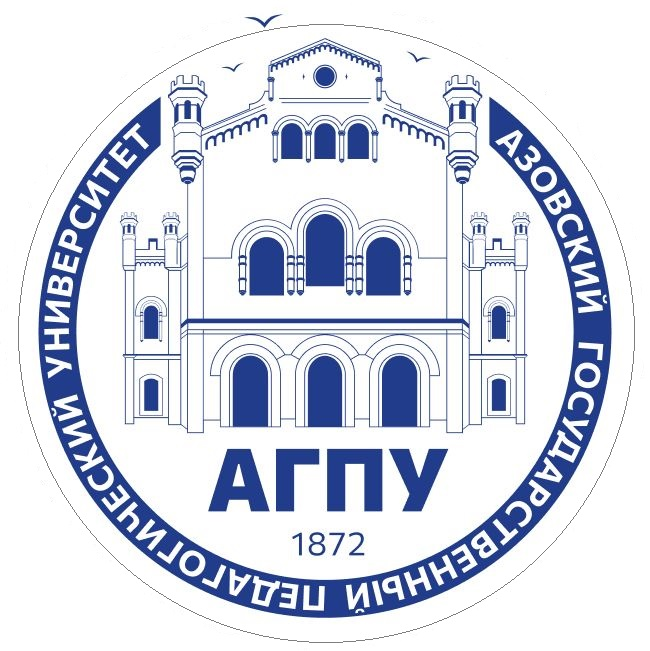 АЗОВСКИЙ ГОСУДАРСТВЕННЫЙ ПЕДАГОГИЧЕСКИЙ УНИВЕРСИТЕТ
АГПУ
1872